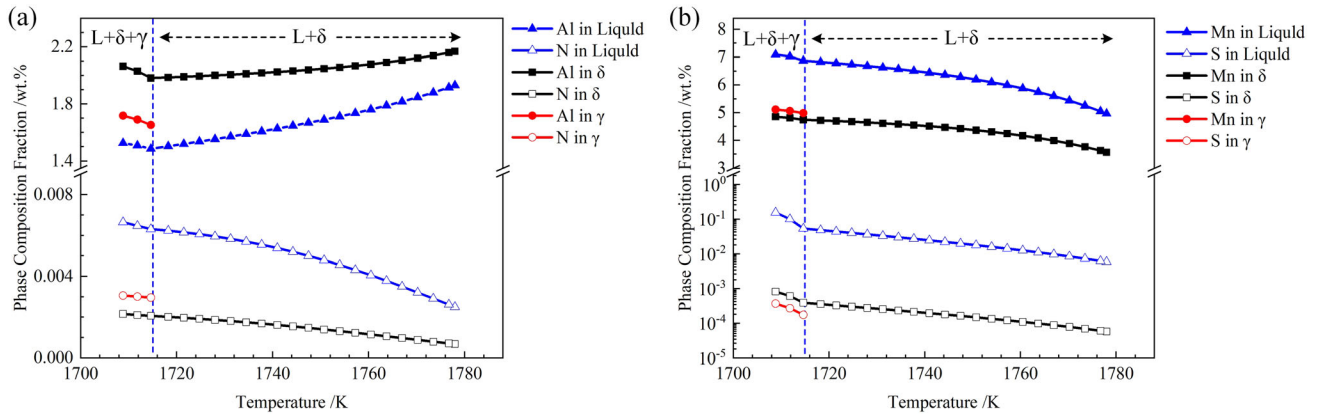 (a)
L+δ+γ
L+δ
Al in Liquld
N in Liquld
Al in δ
N in δ
Al in γ
N in γ
Phase Composition Fraction /wt.%
2.2
1.8
1.4
0.008
0.004
0.000
1700
1720
1740
1760
1780
Temperature /K
(b)
L+δ+γ
L+δ
Mn in Liquld
S in Liquld
Mn in δ
S in δ
Mn in γ
S in γ
Phase Composition Fraction /wt.%
8
7
6
5
4
3
10⁰
10⁻¹
10⁻²
10⁻³
10⁻⁴
10⁻⁵
1700
1720
1740
1760
1780
Temperature /K